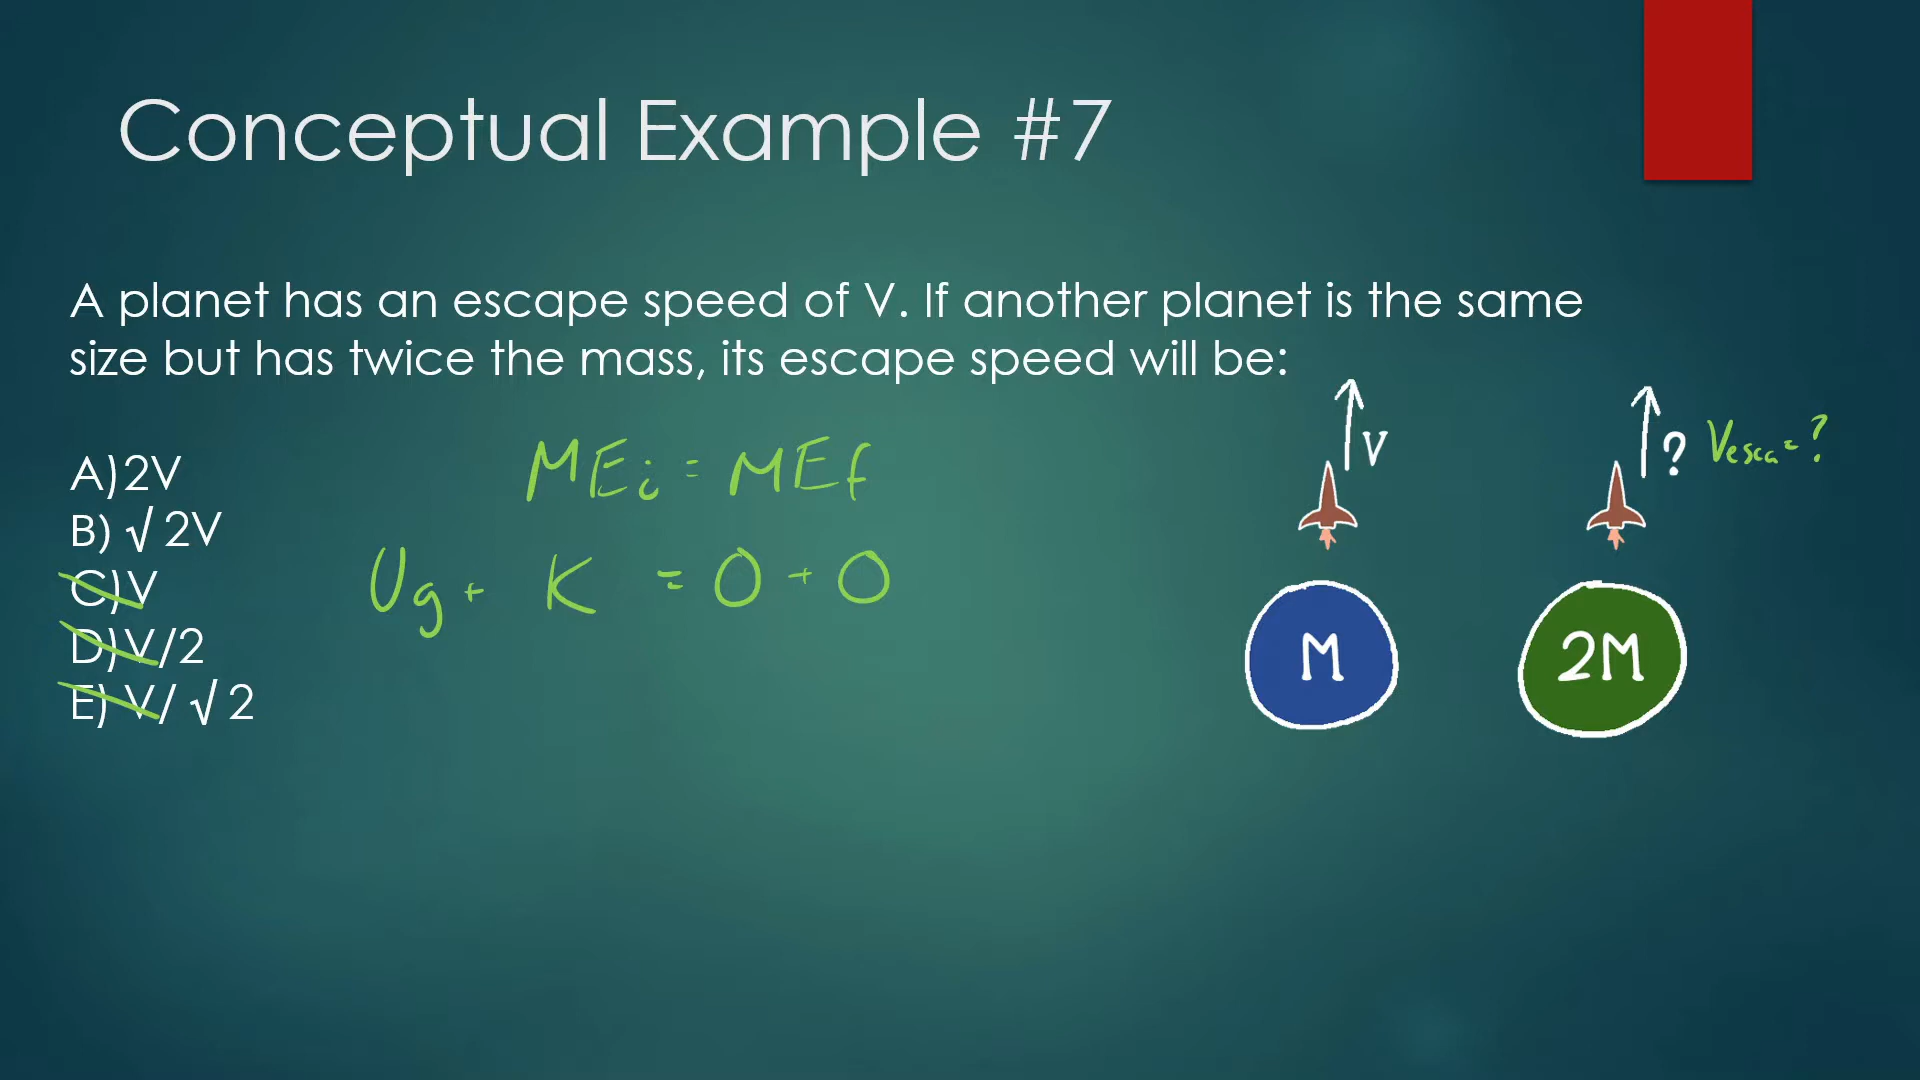 Conceptual Example #7
A planet has an escape speed of V. If another planet is the same
size but has twice the mass, its escape speed will be:
A) 2V
B) √ 2V
C) V
D) V/2
E) V/ √ 2
MEi = MEf
Ug + K = 0 + 0
V
? Vesca = ?
M
2M